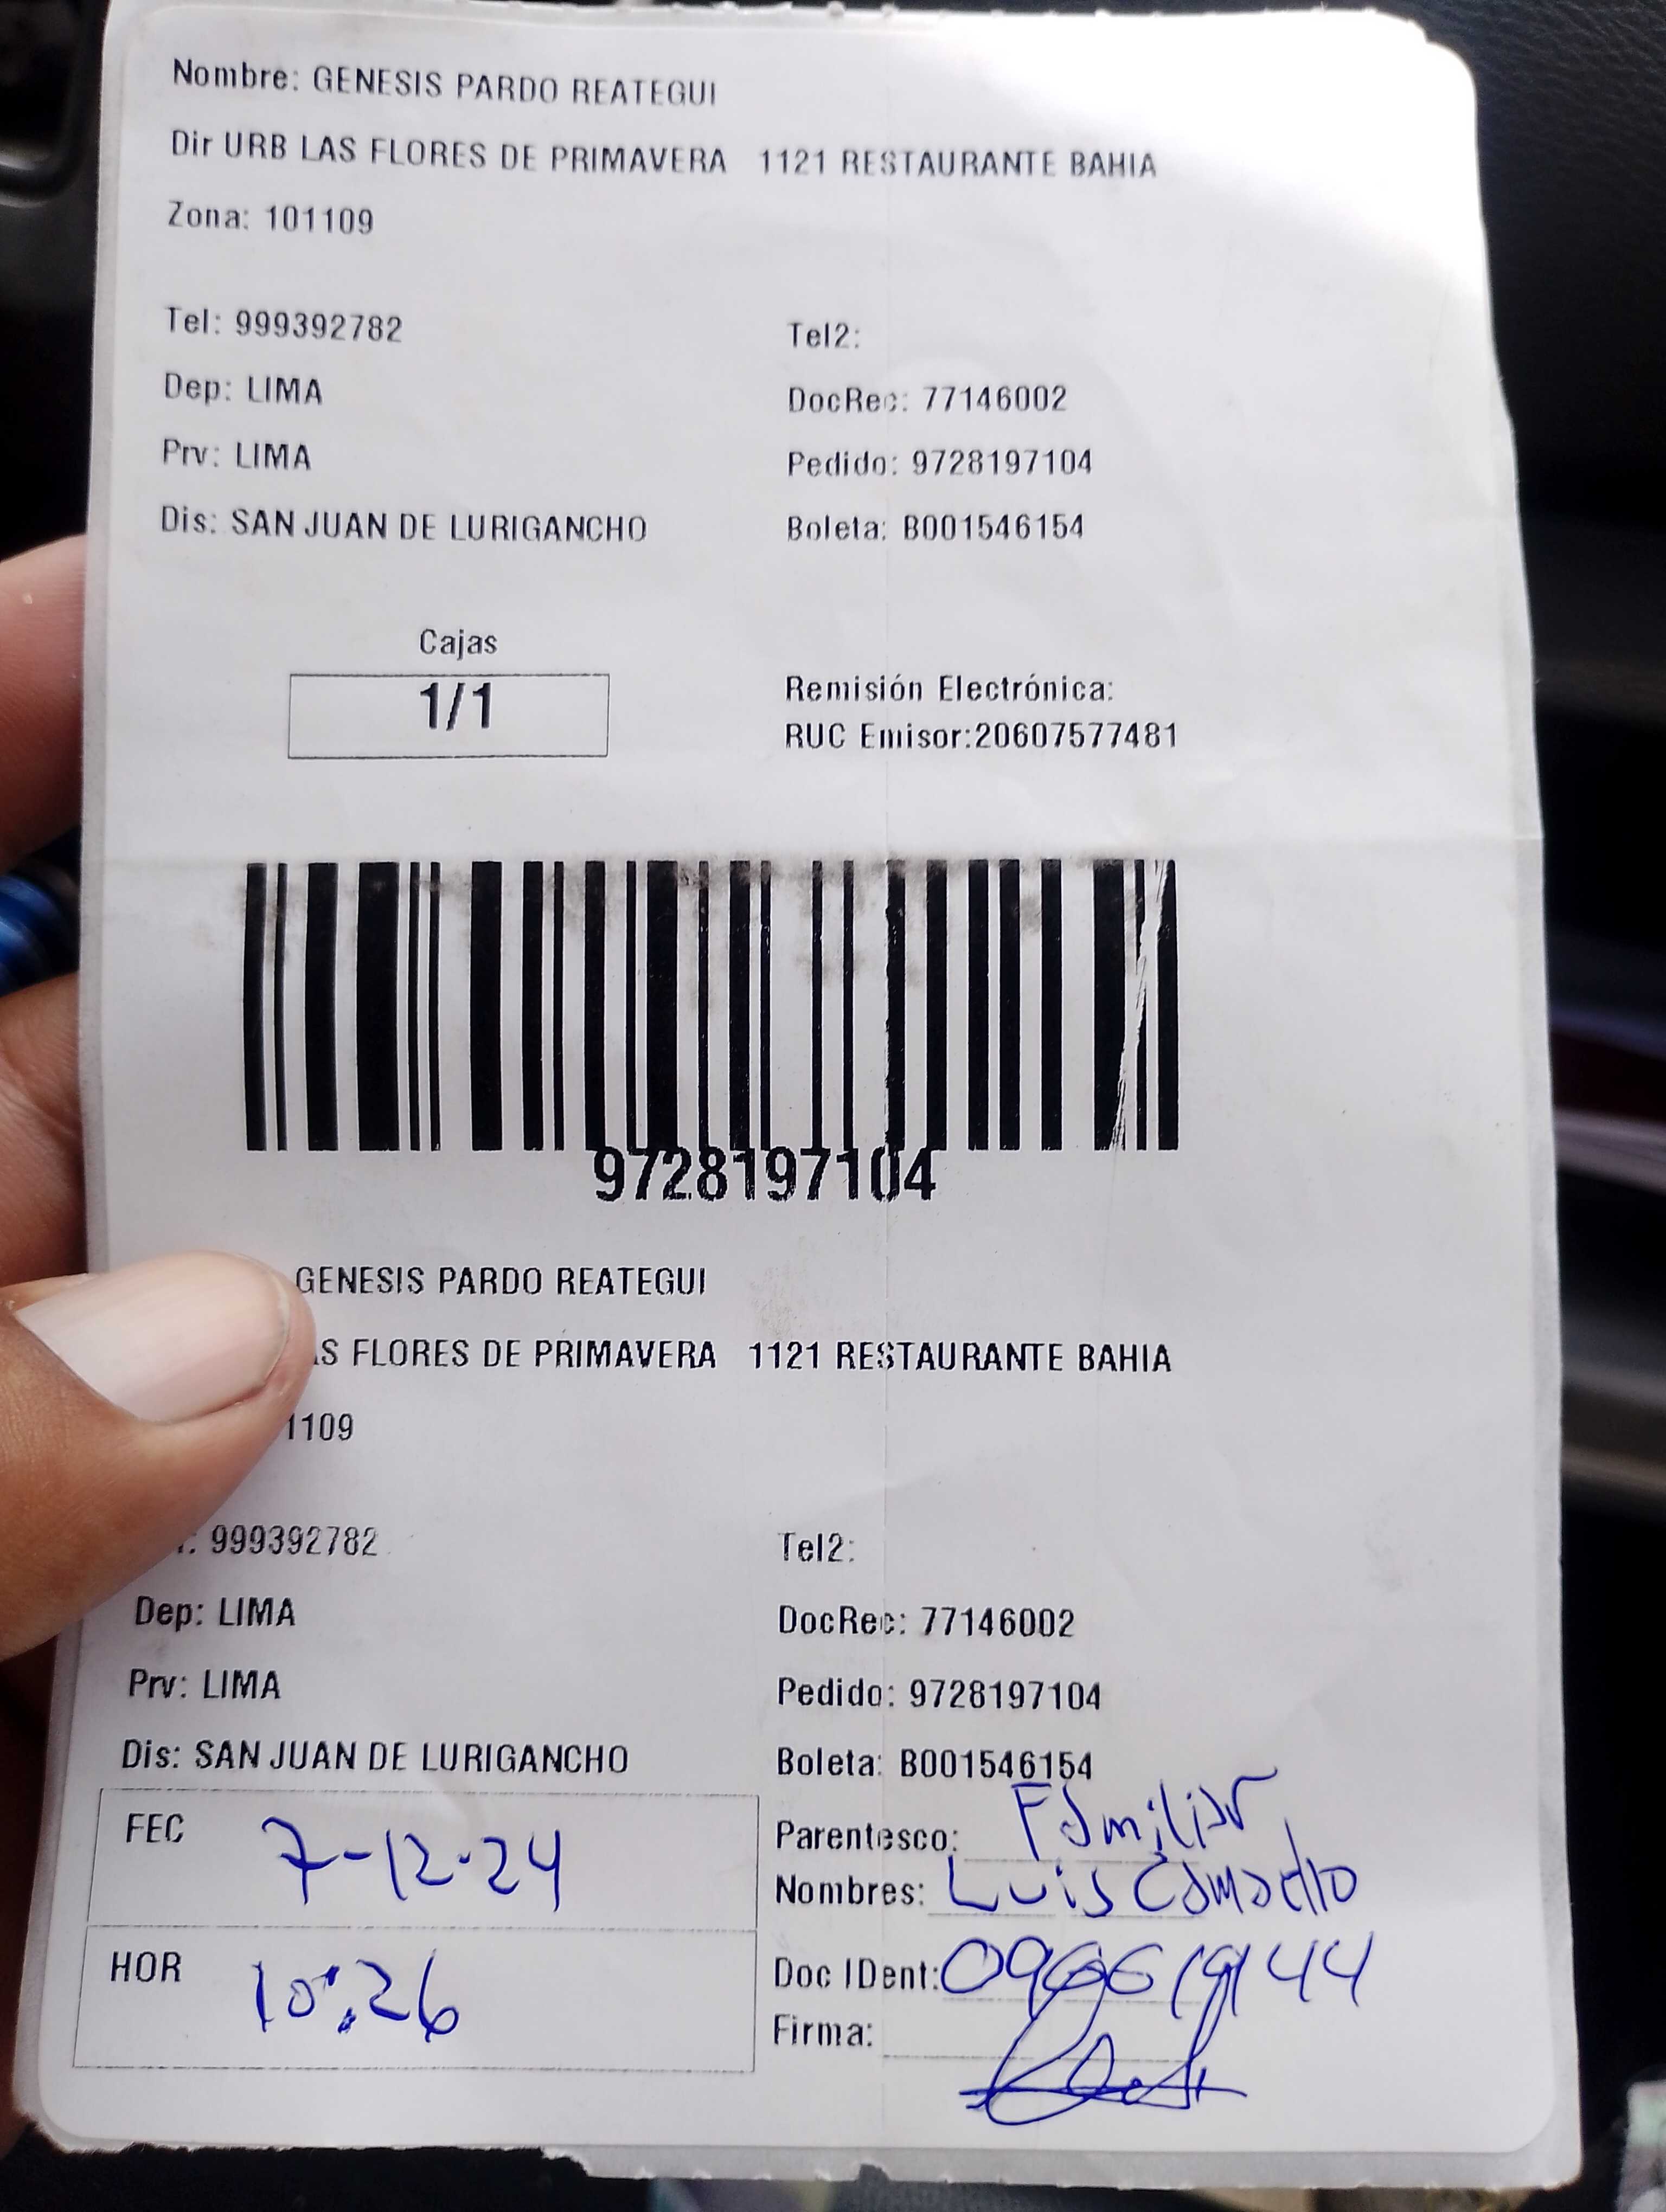 Nombre: GENESIS PARDO REATEGUI
Dir URB LAS FLORES DE PRIMAVERA 1121 RESTAURANTE BAHIA
Zona: 101109
Tel: 999392782 Tel2:
Dep: LIMA DocRec: 77146002
Prv: LIMA Pedido: 9728197104
Dis: SAN JUAN DE LURIGANCHO Boleta: B001546154
Cajas
1/1
Remisión Electrónica:
RUC Emisor:20607577481
9728197104
GENESIS PARDO REATEGUI
AS FLORES DE PRIMAVERA 1121 RESTAURANTE BAHIA
1109
: 999392782 Tel2:
Dep: LIMA DocRec: 77146002
Prv: LIMA Pedido: 9728197104
Dis: SAN JUAN DE LURIGANCHO Boleta: B001546154
FEC 7-12-24
HOR 10:26
Parentesco: Familiar
Nombres: Luis
Doc IDent:
Firma: